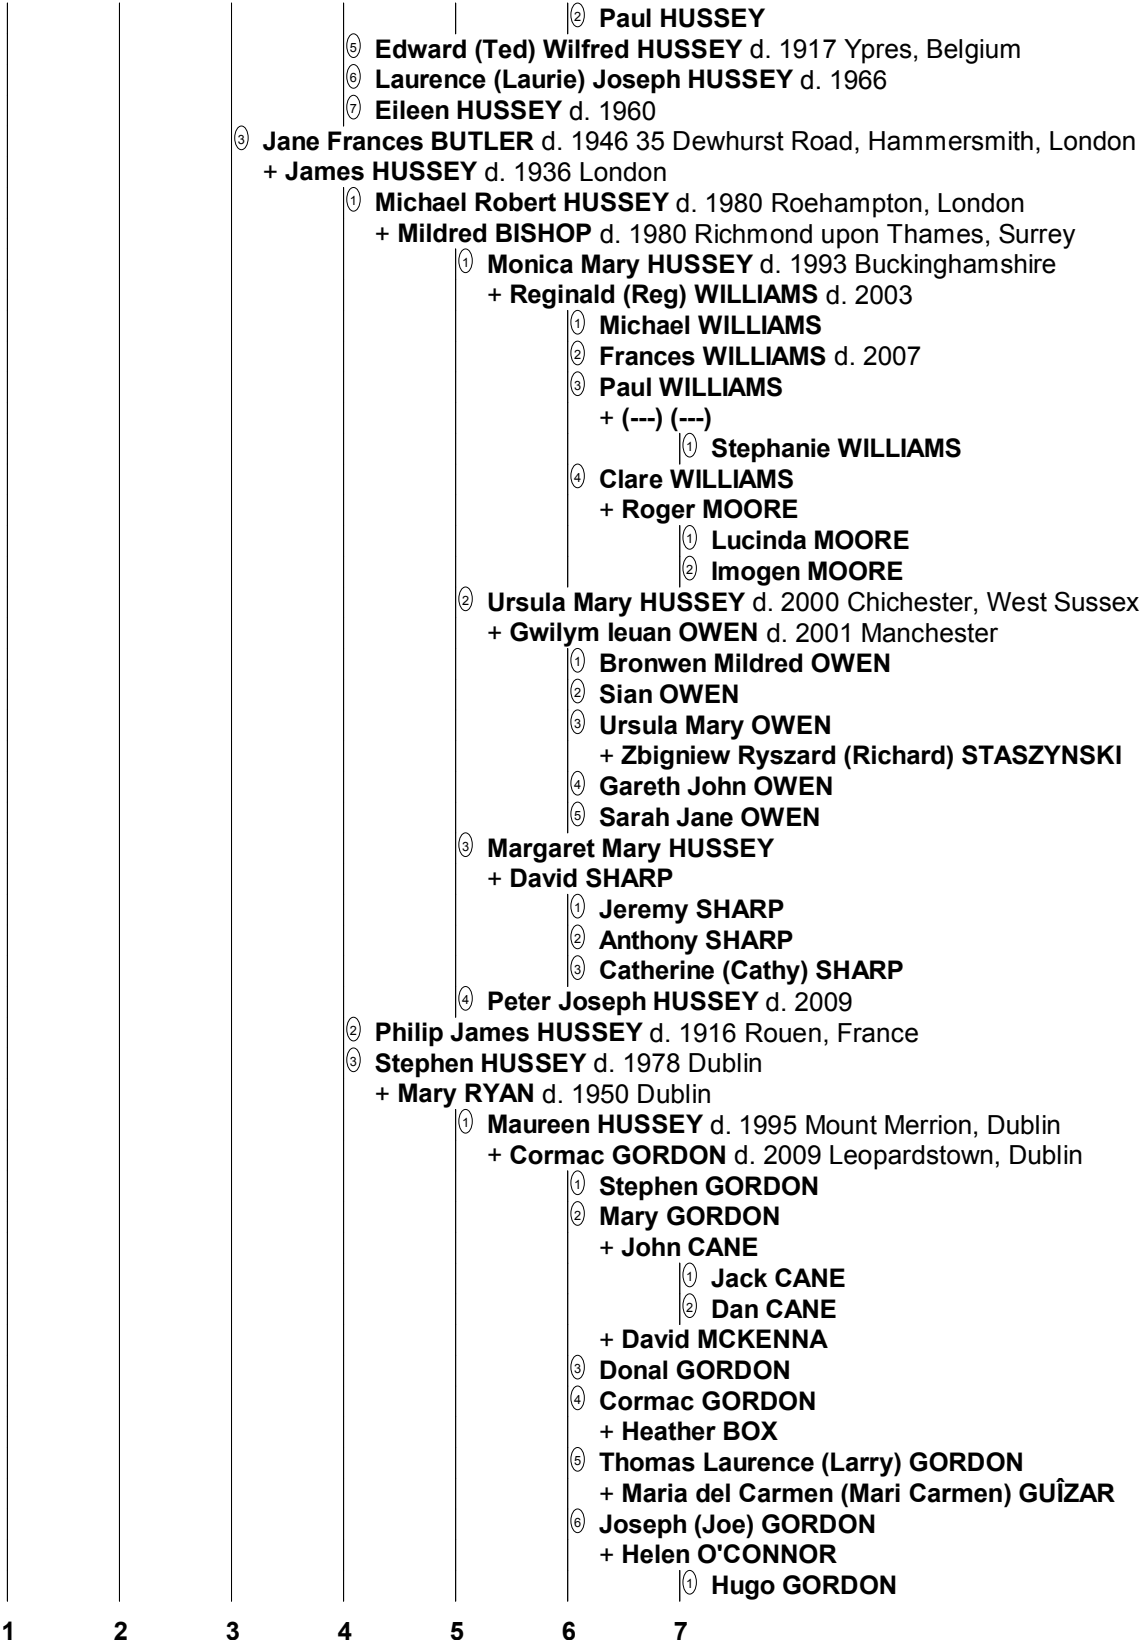 ② Paul HUSSEY
⑤ Edward (Ted) Wilfred HUSSEY d. 1917 Ypres, Belgium
⑥ Laurence (Laurie) Joseph HUSSEY d. 1966
⑦ Eileen HUSSEY d. 1960
③ Jane Frances BUTLER d. 1946 35 Dewhurst Road, Hammersmith, London
+ James HUSSEY d. 1936 London
① Michael Robert HUSSEY d. 1980 Roehampton, London
+ Mildred BISHOP d. 1980 Richmond upon Thames, Surrey
① Monica Mary HUSSEY d. 1993 Buckinghamshire
+ Reginald (Reg) WILLIAMS d. 2003
① Michael WILLIAMS
② Frances WILLIAMS d. 2007
③ Paul WILLIAMS
+ (---) (---)
① Stephanie WILLIAMS
④ Clare WILLIAMS
+ Roger MOORE
① Lucinda MOORE
② Imogen MOORE
② Ursula Mary HUSSEY d. 2000 Chichester, West Sussex
+ Gwilym Ieuan OWEN d. 2001 Manchester
① Bronwen Mildred OWEN
② Sian OWEN
③ Ursula Mary OWEN
+ Zbigniew Ryszard (Richard) STASZYNSKI
④ Gareth John OWEN
⑤ Sarah Jane OWEN
③ Margaret Mary HUSSEY
+ David SHARP
① Jeremy SHARP
② Anthony SHARP
③ Catherine (Cathy) SHARP
④ Peter Joseph HUSSEY d. 2009
② Philip James HUSSEY d. 1916 Rouen, France
③ Stephen HUSSEY d. 1978 Dublin
+ Mary RYAN d. 1950 Dublin
① Maureen HUSSEY d. 1995 Mount Merrion, Dublin
+ Cormac GORDON d. 2009 Leopardstown, Dublin
① Stephen GORDON
② Mary GORDON
+ John CANE
① Jack CANE
② Dan CANE
+ David MCKENNA
③ Donal GORDON
④ Cormac GORDON
+ Heather BOX
⑤ Thomas Laurence (Larry) GORDON
+ Maria del Carmen (Mari Carmen) GUÎZAR
⑥ Joseph (Joe) GORDON
+ Helen O'CONNOR
① Hugo GORDON
1 2 3 4 5 6 7